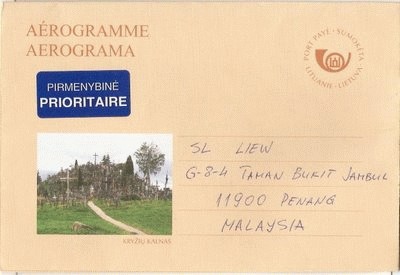 AÉROGRAMME
AEROGRAMA
PORT PAYÉ · SUMOKĖTA
LITUANIE · LIETUVA
PIRMENYBINĖ
PRIORITAIRE
SL LIEW
G-8-4 TAMAN BUKIT JAMBUL
11900 PENANG
MALAYSIA
KRYŽIŲ KALNAS